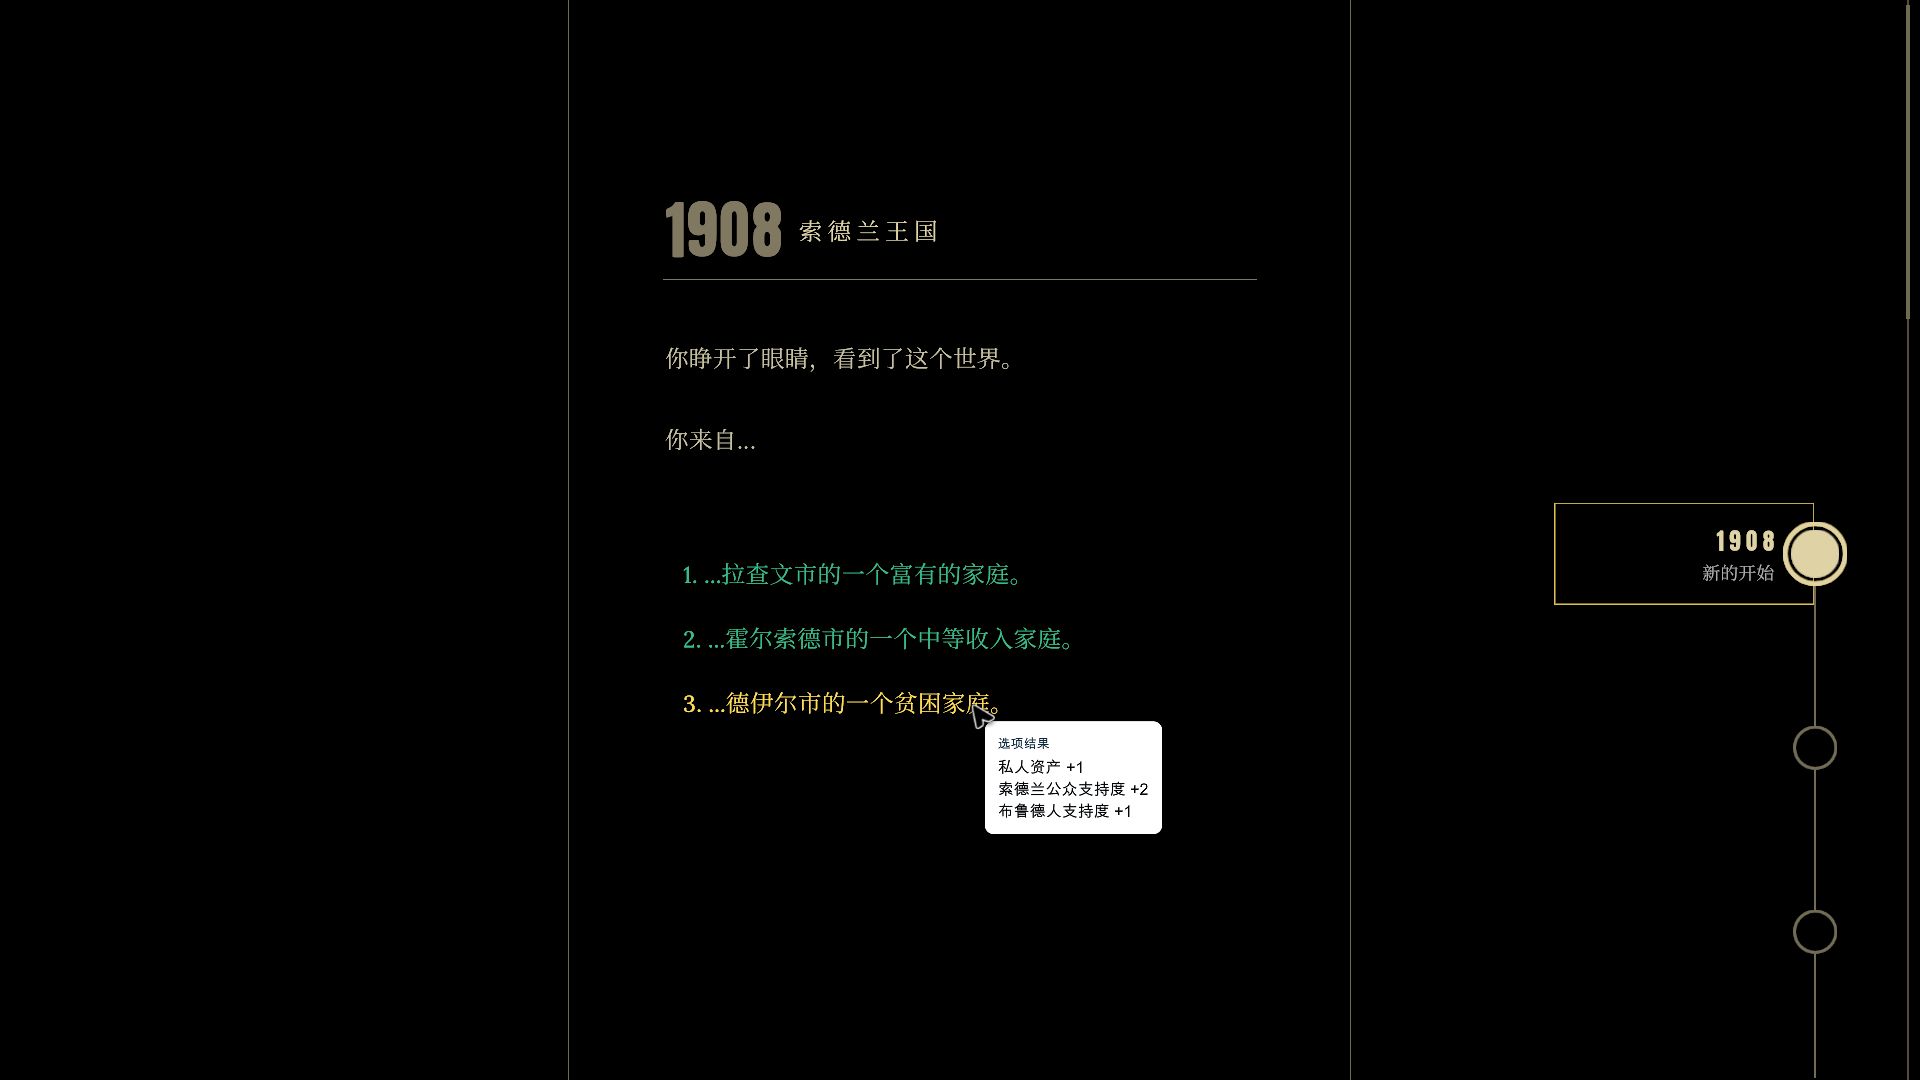 1908 索德兰王国
你睁开了眼睛，看到了这个世界。
你来自...
1. ...拉查文市的一个富有的家庭。
2. ...霍尔索德市的一个中等收入家庭。
3. ...德伊尔市的一个贫困家庭。
选项结果
私人资产 +1
索德兰公众支持度 +2
布鲁德人支持度 +1
1908
新的开始